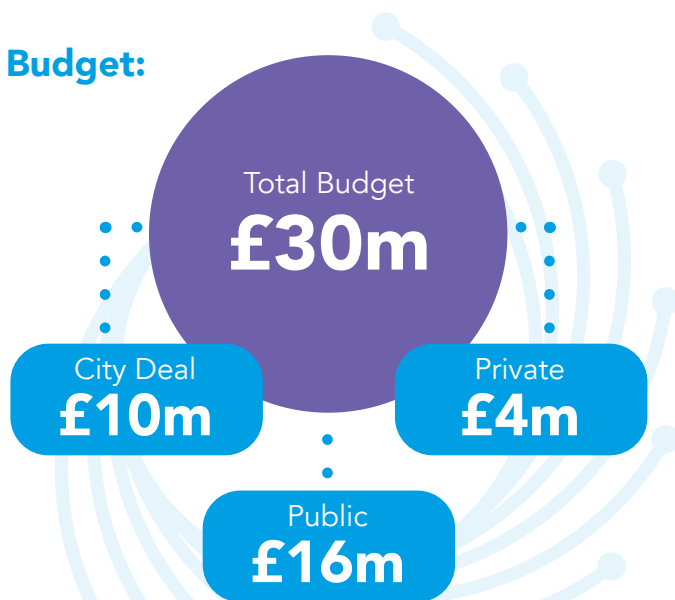 Budget:
Total Budget
£30m
City Deal
£10m
Private
£4m
Public
£16m